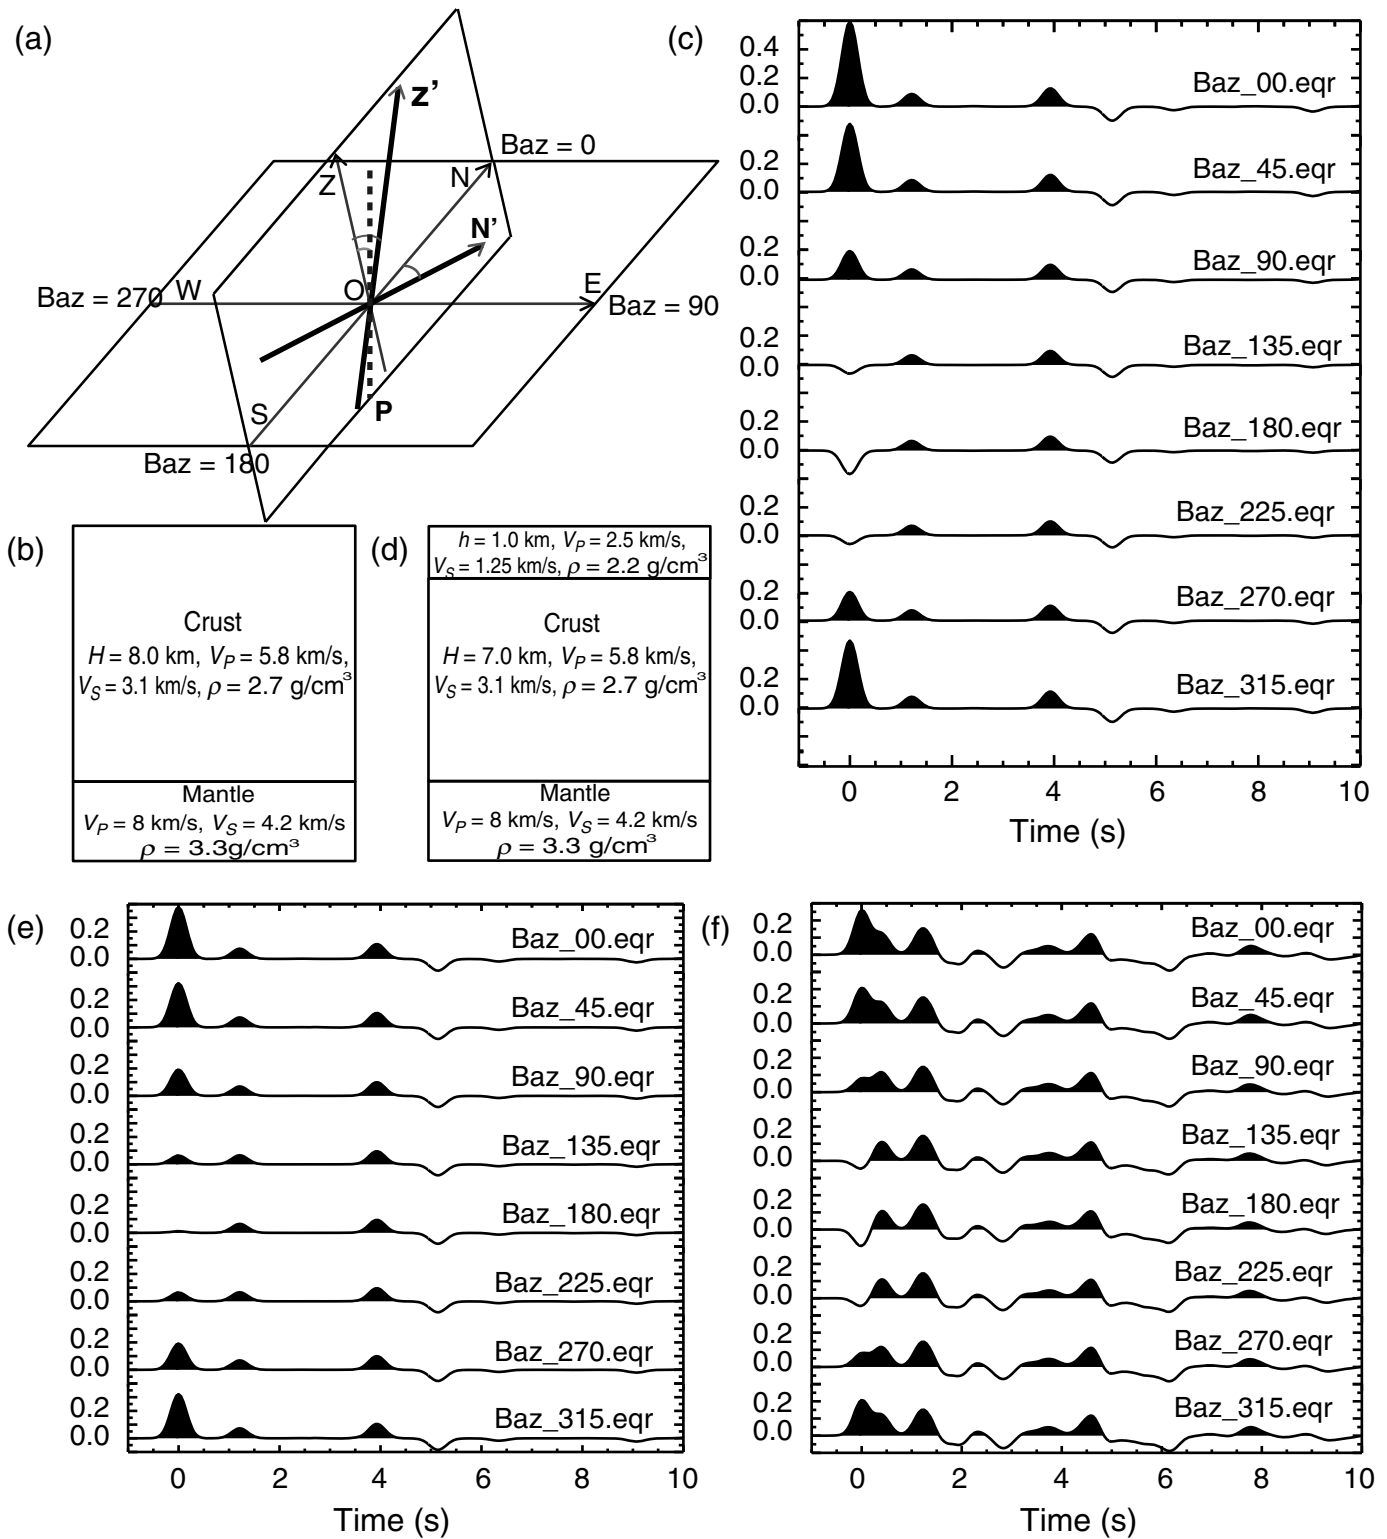 (a)
z'
Baz = 0
Z
N
N'
Baz = 270
W
O
E
Baz = 90
S
P
Baz = 180
(b)
Crust
H = 8.0 km, VP = 5.8 km/s,
VS = 3.1 km/s, ρ = 2.7 g/cm³
Mantle
VP = 8 km/s, VS = 4.2 km/s
ρ = 3.3g/cm³
(d)
h = 1.0 km, VP = 2.5 km/s,
VS = 1.25 km/s, ρ = 2.2 g/cm³
Crust
H = 7.0 km, VP = 5.8 km/s,
VS = 3.1 km/s, ρ = 2.7 g/cm³
Mantle
VP = 8 km/s, VS = 4.2 km/s
ρ = 3.3 g/cm³
(c)
0.4
0.2
0.0
Baz_00.eqr
0.2
0.0
Baz_45.eqr
0.2
0.0
Baz_90.eqr
0.2
0.0
Baz_135.eqr
0.2
0.0
Baz_180.eqr
0.2
0.0
Baz_225.eqr
0.2
0.0
Baz_270.eqr
0.2
0.0
Baz_315.eqr
0 2 4 6 8 10
Time (s)
(e)
0.2
0.0
Baz_00.eqr
0.2
0.0
Baz_45.eqr
0.2
0.0
Baz_90.eqr
0.2
0.0
Baz_135.eqr
0.2
0.0
Baz_180.eqr
0.2
0.0
Baz_225.eqr
0.2
0.0
Baz_270.eqr
0.2
0.0
Baz_315.eqr
0 2 4 6 8 10
Time (s)
(f)
0.2
0.0
Baz_00.eqr
0.2
0.0
Baz_45.eqr
0.2
0.0
Baz_90.eqr
0.2
0.0
Baz_135.eqr
0.2
0.0
Baz_180.eqr
0.2
0.0
Baz_225.eqr
0.2
0.0
Baz_270.eqr
0.2
0.0
Baz_315.eqr
0 2 4 6 8 10
Time (s)